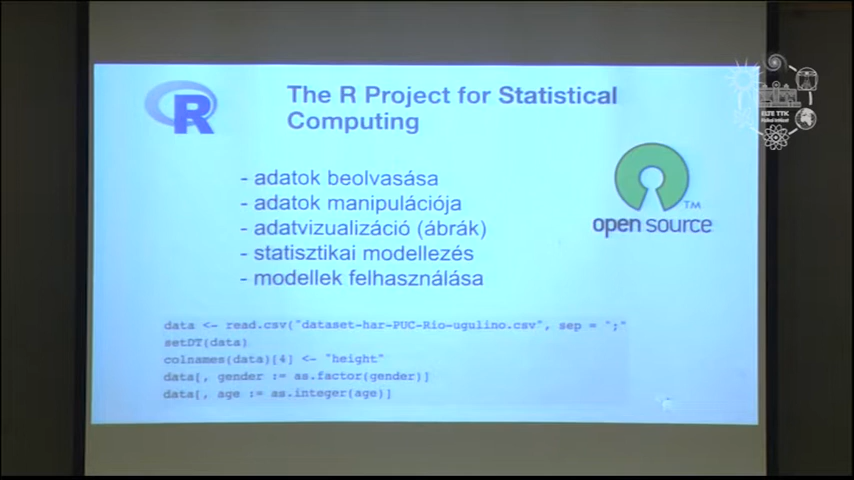 R
The R Project for Statistical
Computing
ELTE TTK
- adatok beolvasása
- adatok manipulációja
- adatvizualizáció (ábrák)
- statisztikai modellezés
- modellek felhasználása
TM
open source
data <- read.csv("dataset-har-PUC-Rio-ugulino.csv", sep = ";"
setDT(data)
colnames(data)[4] <- "height"
data[, gender := as.factor(gender)]
data[, age := as.integer(age)]